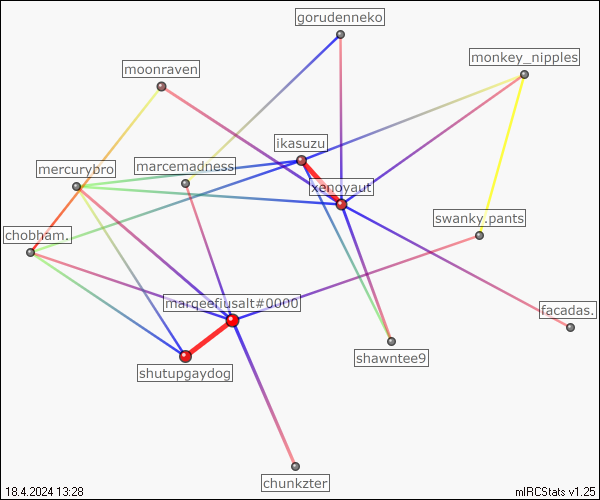 gorudenneko
monkey_nipples
moonraven
ikasuzu
mercurybro
marcemadness
xenoyaut
swanky.pants
chobham.
marqeefiusalt#0000
facadas.
shawntee9
shutupgaydog
chunkzter
18.4.2024 13:28
mIRCStats v1.25